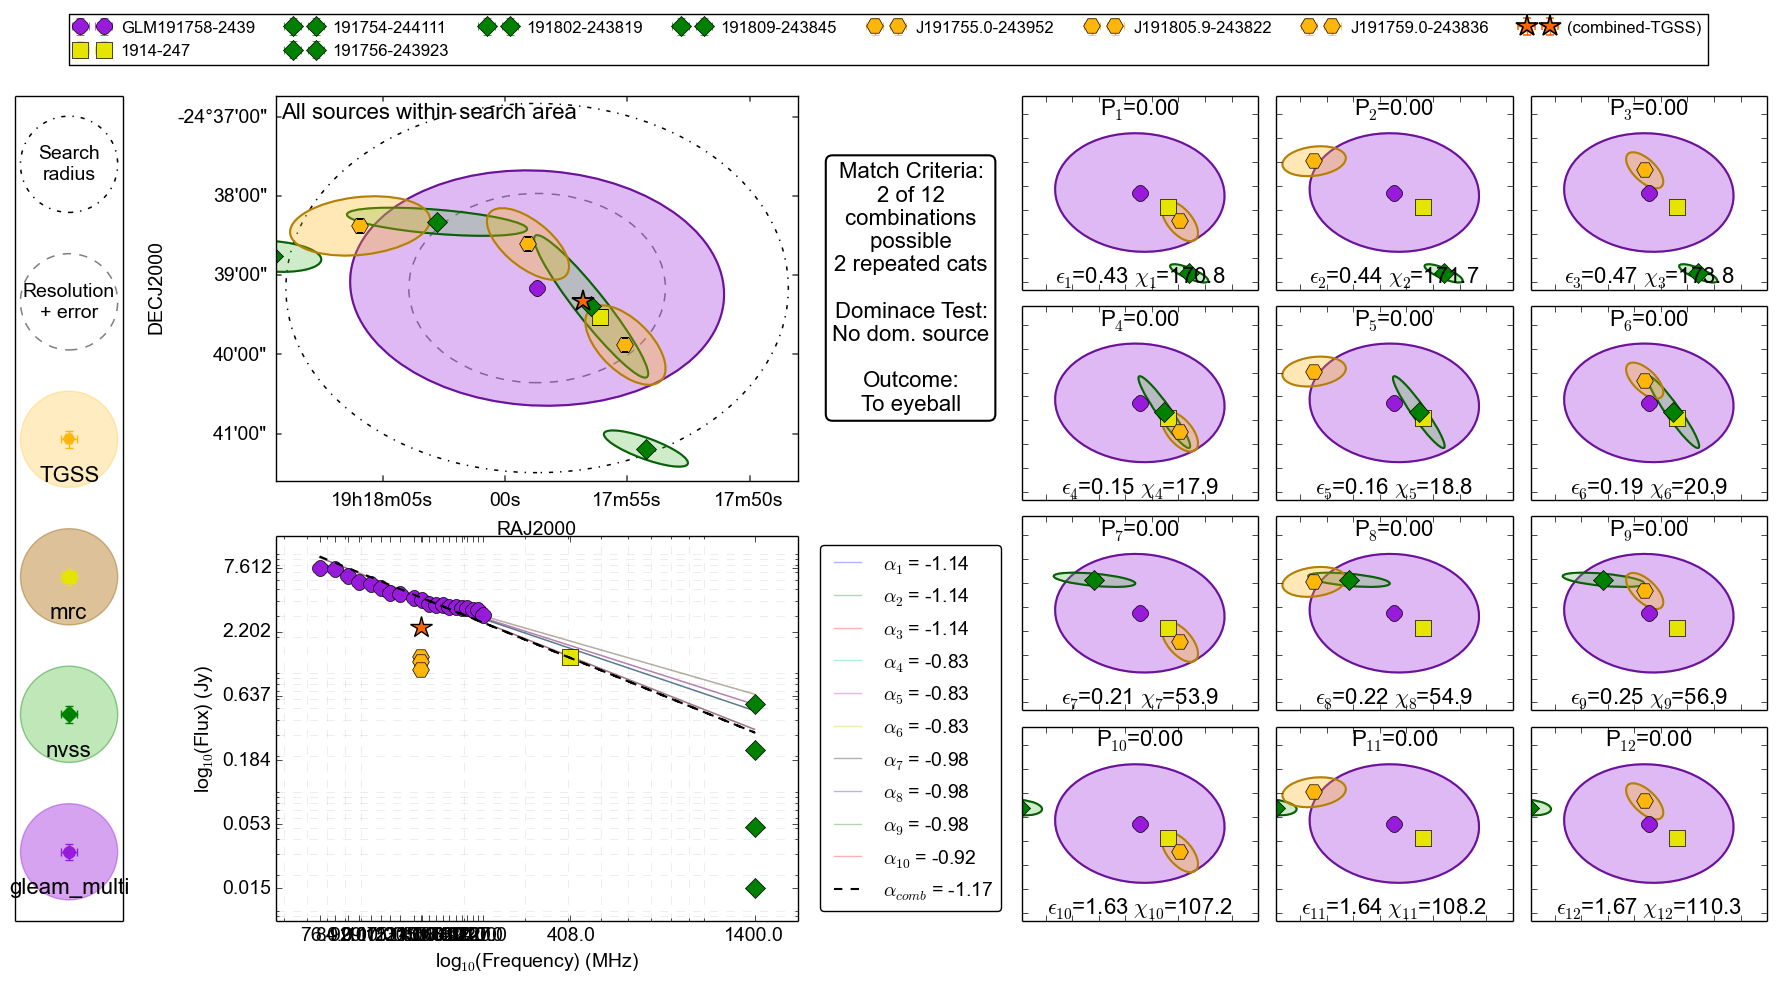 GLM191758-2439
191754-244111
191802-243819
191809-243845
J191755.0-243952
J191805.9-243822
J191759.0-243836
(combined-TGSS)
1914-247
191756-243923
Search
radius
Resolution
+ error
TGSS
mrc
nvss
gleam_multi
All sources within search area
-24°37'00"
38'00"
39'00"
40'00"
41'00"
DECJ2000
19h18m05s
00s
17m55s
17m50s
RAJ2000
Match Criteria:
2 of 12
combinations
possible
2 repeated cats
Dominace Test:
No dom. source
Outcome:
To eyeball
7.612
2.202
0.637
0.184
0.053
0.015
log10(Flux) (Jy)
408.0
1400.0
log10(Frequency) (MHz)
α1 = -1.14
α2 = -1.14
α3 = -1.14
α4 = -0.83
α5 = -0.83
α6 = -0.83
α7 = -0.98
α8 = -0.98
α9 = -0.98
α10 = -0.92
αcomb = -1.17
P1=0.00
ϵ1=0.43 χ1=
P2=0.00
ϵ2=0.44 χ2=
P3=0.00
ϵ3=0.47 χ3=
P4=0.00
ϵ4=0.15 χ4=17.9
P5=0.00
ϵ5=0.16 χ5=18.8
P6=0.00
ϵ6=0.19 χ6=20.9
P7=0.00
ϵ7=0.21 χ7=53.9
P8=0.00
ϵ8=0.22 χ8=54.9
P9=0.00
ϵ9=0.25 χ9=56.9
P10=0.00
ϵ10=1.63 χ10=107.2
P11=0.00
ϵ11=1.64 χ11=108.2
P12=0.00
ϵ12=1.67 χ12=110.3